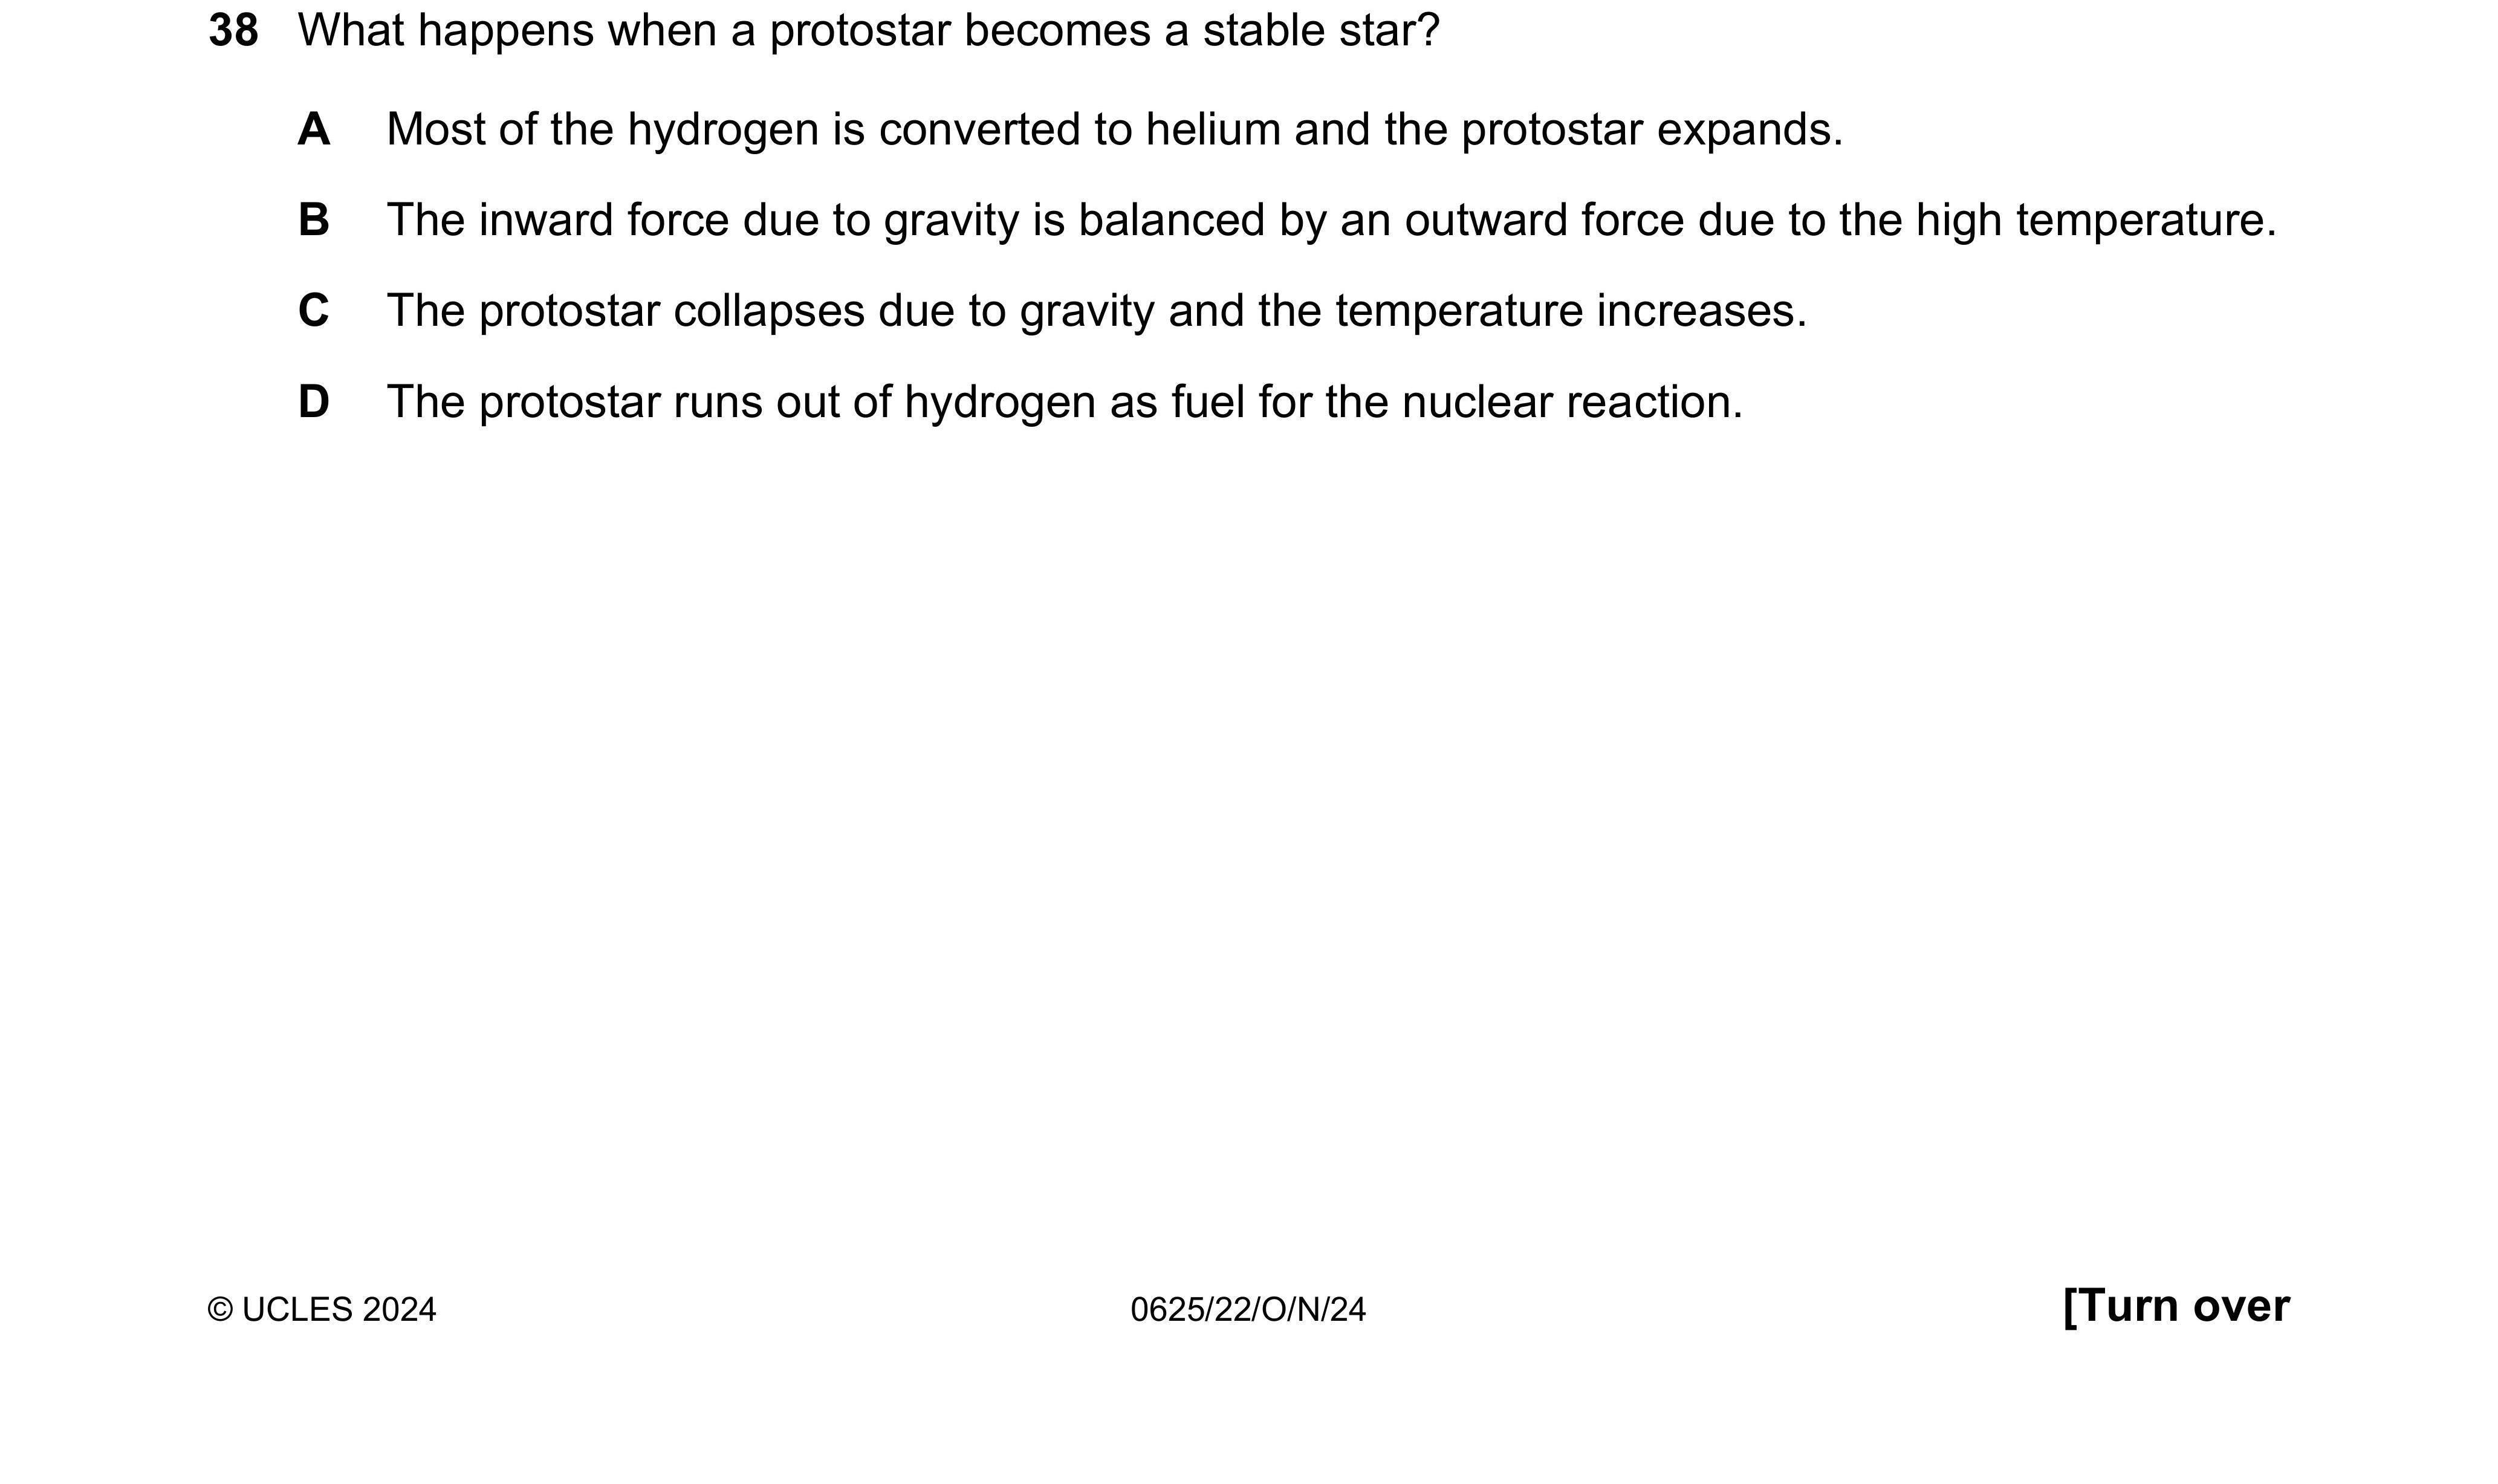 38 What happens when a protostar becomes a stable star?
A Most of the hydrogen is converted to helium and the protostar expands.
B The inward force due to gravity is balanced by an outward force due to the high temperature.
C The protostar collapses due to gravity and the temperature increases.
D The protostar runs out of hydrogen as fuel for the nuclear reaction.
© UCLES 2024 0625/22/O/N/24 [Turn over